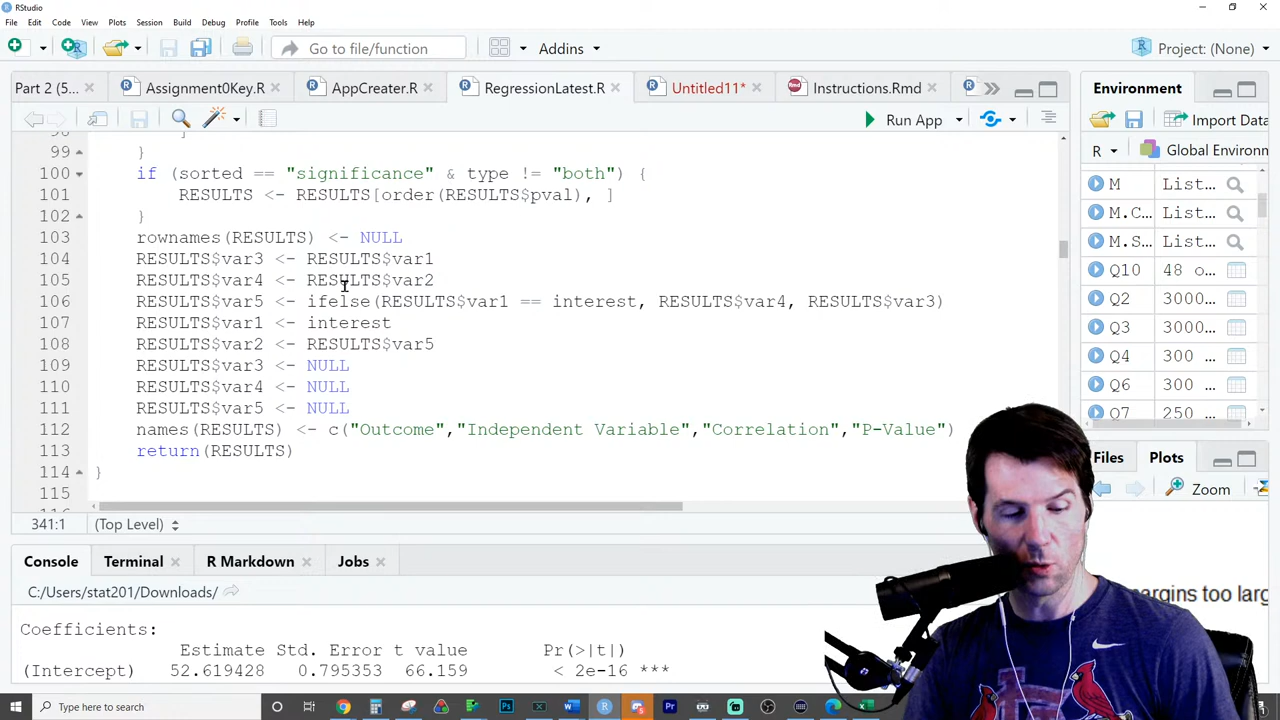 RStudio
File Edit Code View Plots Session Build Debug Profile Tools Help
Go to file/function Addins Project: (None)
Part 2 (5... Assignment0Key.R AppCreater.R RegressionLatest.R Untitled11* Instructions.Rmd
Run App
99 }
100 if (sorted == "significance" & type != "both") {
101 RESULTS <- RESULTS[order(RESULTS$pval), ]
102 }
103 rownames(RESULTS) <- NULL
104 RESULTS$var3 <- RESULTS$var1
105 RESULTS$var4 <- RESULTS$var2
106 RESULTS$var5 <- ifelse(RESULTS$var1 == interest, RESULTS$var4, RESULTS$var3)
107 RESULTS$var1 <- interest
108 RESULTS$var2 <- RESULTS$var5
109 RESULTS$var3 <- NULL
110 RESULTS$var4 <- NULL
111 RESULTS$var5 <- NULL
112 names(RESULTS) <- c("Outcome","Independent Variable","Correlation","P-Value")
113 return(RESULTS)
114 }
115
341:1 (Top Level)
Console Terminal R Markdown Jobs
C:/Users/stat201/Downloads/
Coefficients:
Estimate Std. Error t value Pr(>|t|)
(Intercept) 52.619428 0.795353 66.159 < 2e-16 ***
Environment
Import Data
R Global Environm
M List...
M.C... List...
M.S... List...
Q10 48 o...
Q2 3000...
Q3 3000...
Q4 300 ...
Q6 300 ...
Q7 250 ...
Files Plots
Zoom
margins too larg
Type here to search